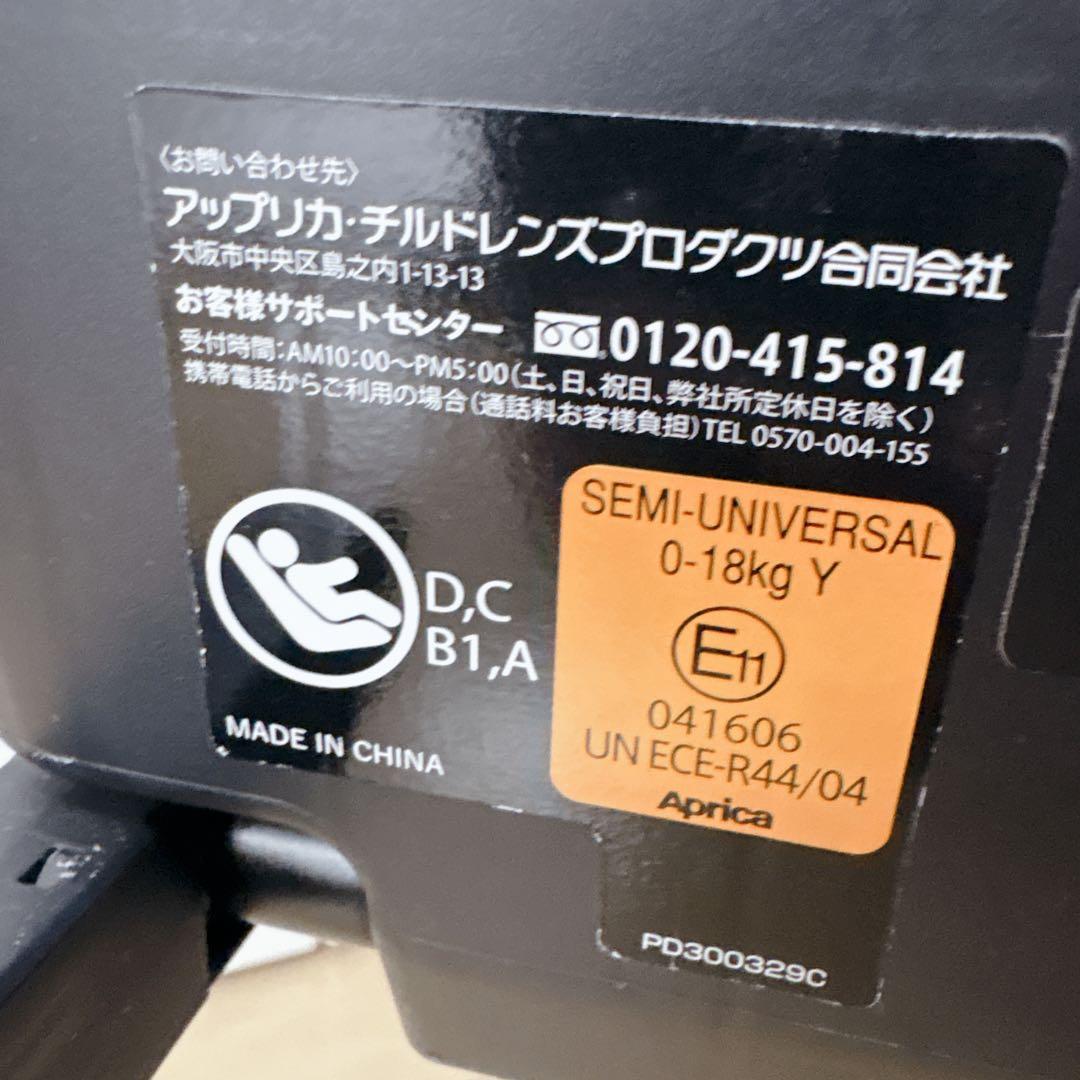 〈お問い合わせ先〉
アップリカ・チルドレンズプロダクツ合同会社
大阪市中央区島之内1-13-13
お客様サポートセンター 0120-415-814
受付時間:AM10:00〜PM5:00(土、日、祝日、弊社所定休日を除く)
携帯電話からご利用の場合(通話料お客様負担)TEL 0570-004-155
SEMI-UNIVERSAL
0-18kg Y
E11
041606
UN ECE-R44/04
Aprica
D,C
B1,A
MADE IN CHINA
PD300329C